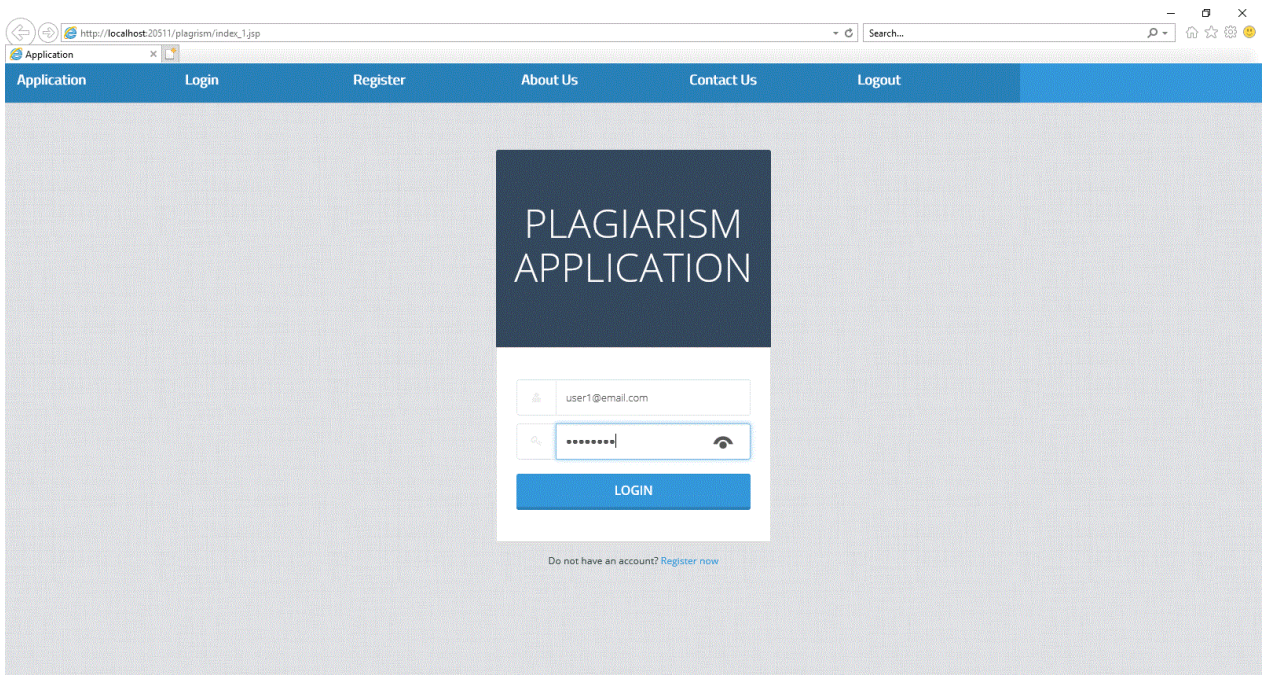 http://localhost:20511/plagrism/index_1.jsp
Search...
Application
Application Login Register About Us Contact Us Logout
PLAGIARISM
APPLICATION
user1@email.com
••••••••
LOGIN
Do not have an account? Register now